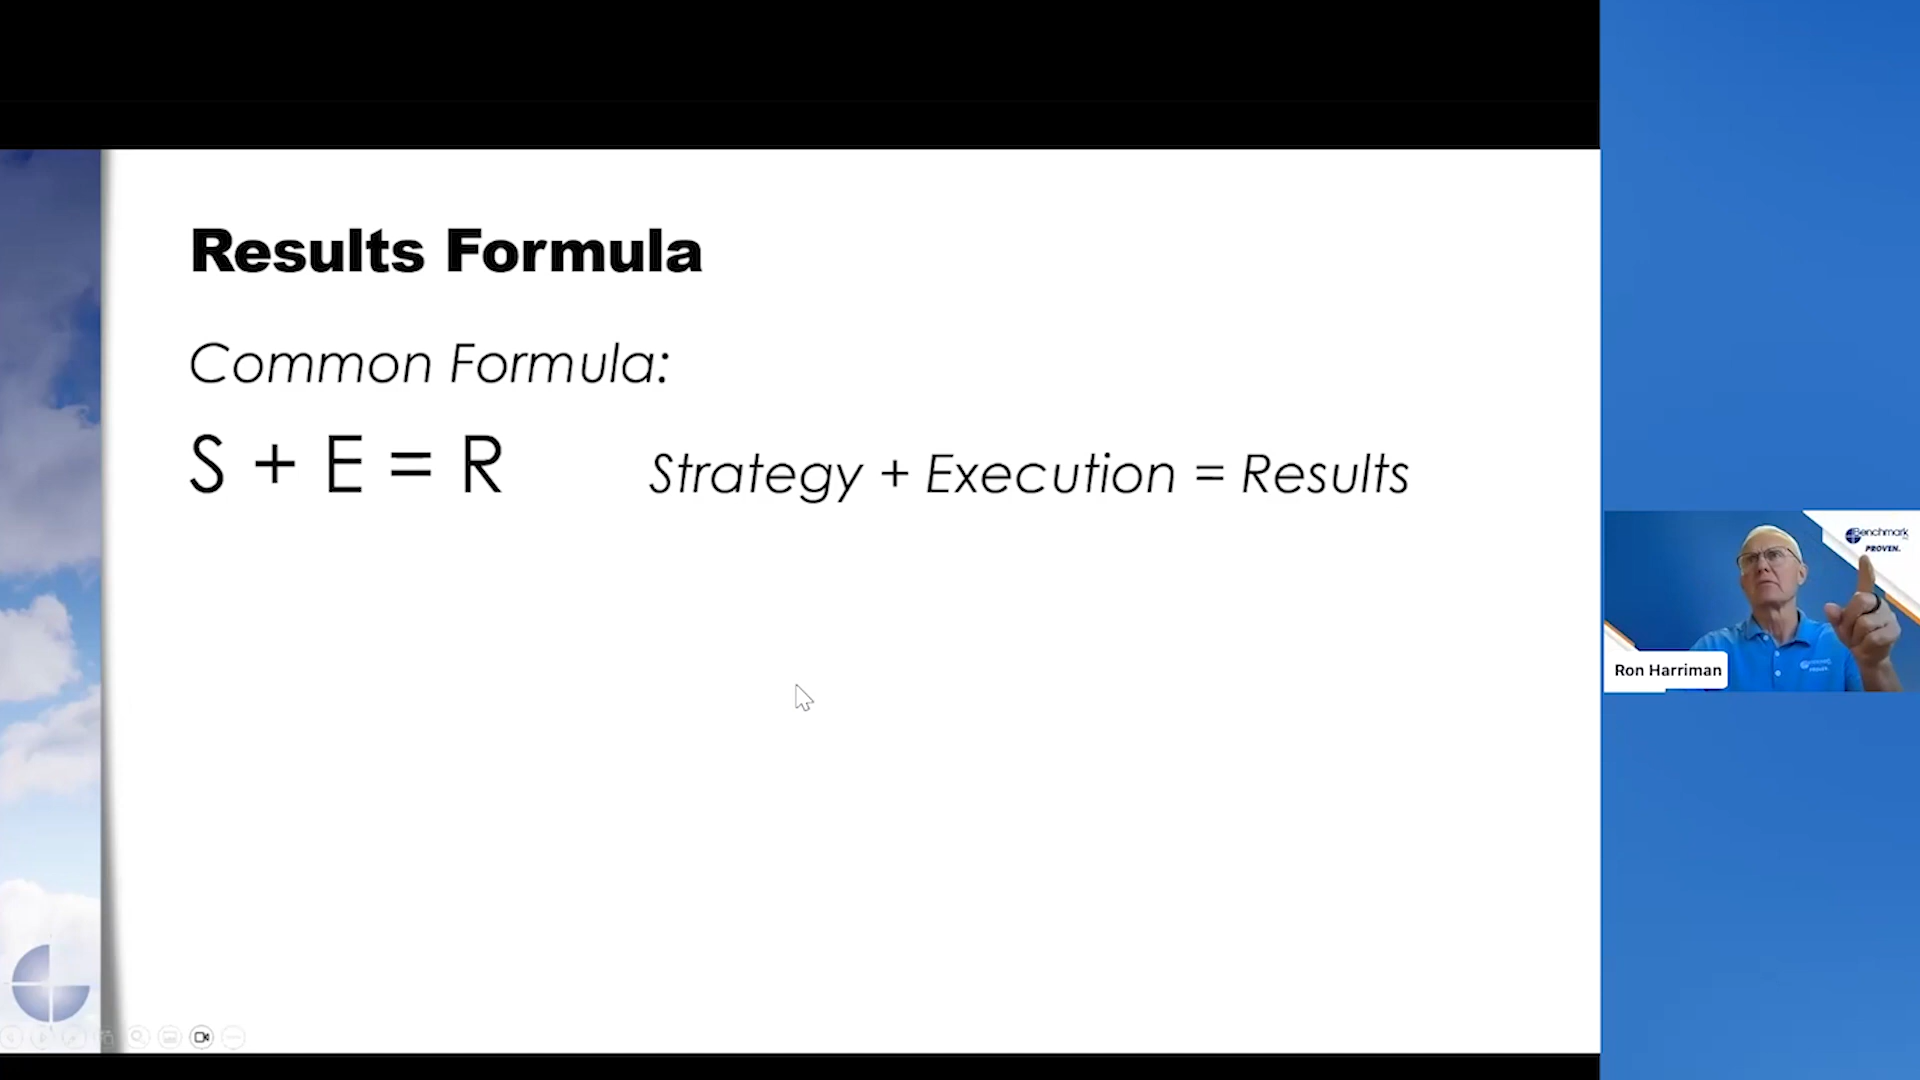 Results Formula
Common Formula:
S + E = R
Strategy + Execution = Results
Benchmark
PROVEN.
Ron Harriman